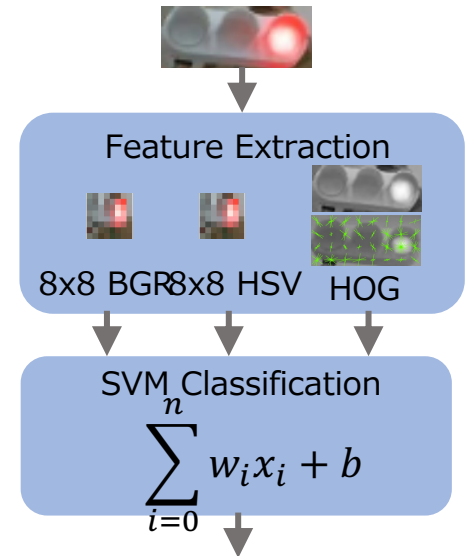 Feature Extraction
8x8 BGR 8x8 HSV HOG
SVM Classification
n
∑ wᵢxᵢ + b
i=0